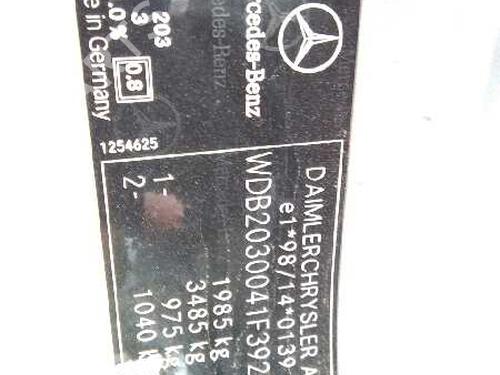 DAIMLERCHRYSLER A
e1*98/14*0139
WDB2030041F392
1985 kg
3485 kg
1- 975 kg
2- 1040 k
Mercedes-Benz
203
3
.0 % 0.8
e in Germany
1254625